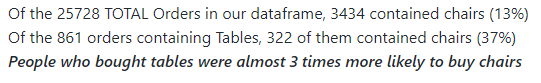 Of the 25728 TOTAL Orders in our dataframe, 3434 contained chairs (13%)
Of the 861 orders containing Tables, 322 of them contained chairs (37%)
People who bought tables were almost 3 times more likely to buy chairs